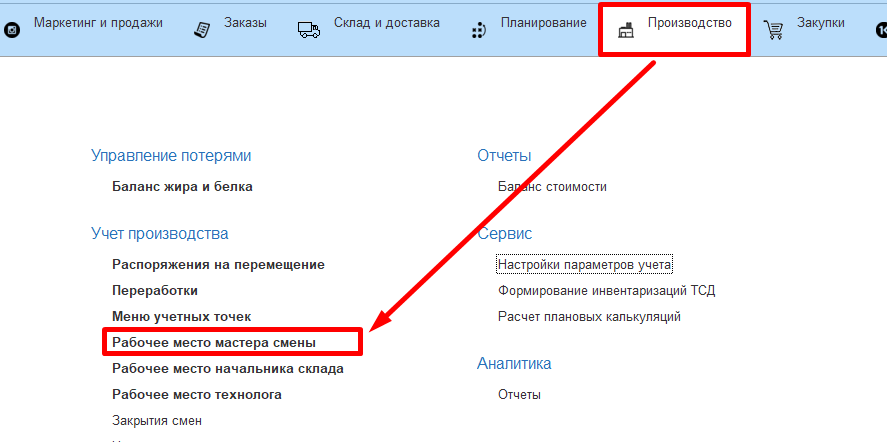 Маркетинг и продажи
Заказы
Склад и доставка
Планирование
Производство
Закупки
Управление потерями
Баланс жира и белка
Учет производства
Распоряжения на перемещение
Переработки
Меню учетных точек
Рабочее место мастера смены
Рабочее место начальника склада
Рабочее место технолога
Закрытия смен
Отчеты
Баланс стоимости
Сервис
Настройки параметров учета
Формирование инвентаризаций ТСД
Расчет плановых калькуляций
Аналитика
Отчеты